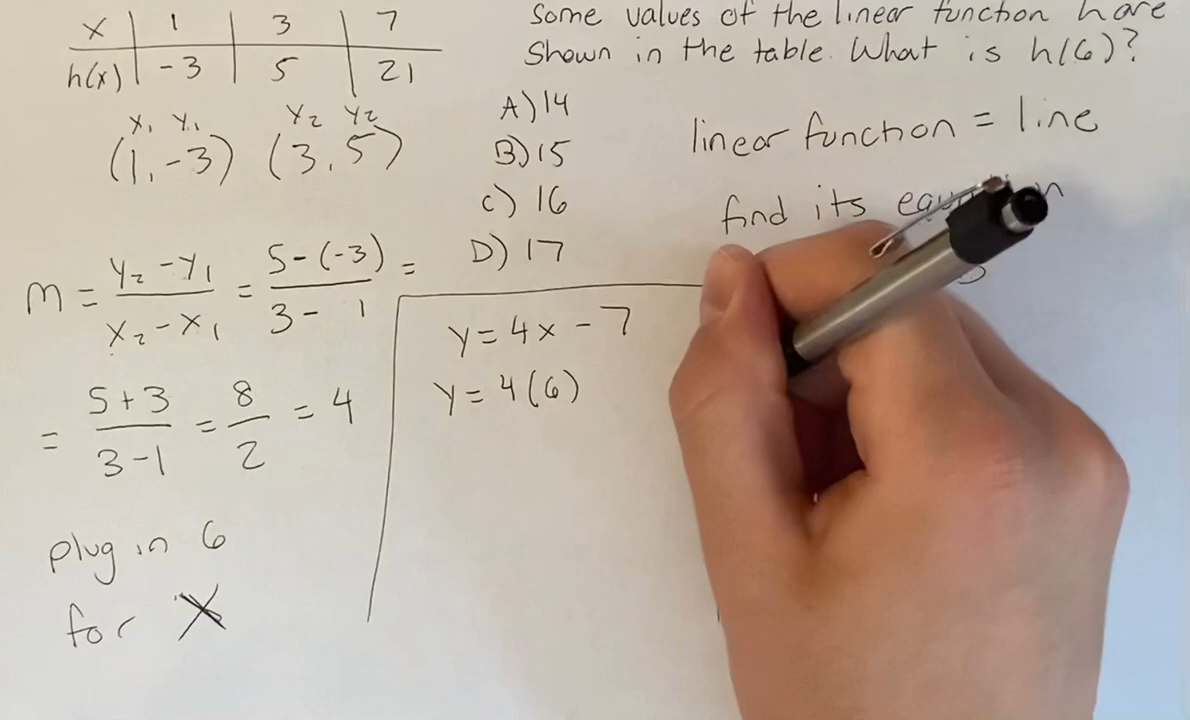 x 1 3 7
h(x) -3 5 21
x₁ y₁ x₂ y₂
(1, -3) (3, 5)
m = y₂ - y₁ / x₂ - x₁ = 5 - (-3) / 3 - 1 =
= 5 + 3 / 3 - 1 = 8 / 2 = 4
plug in 6
for X
Some values of the linear function h are
Shown in the table. What is h(6)?
A) 14
B) 15
C) 16
D) 17
linear function = line
find its
y = 4x - 7
y = 4(6)